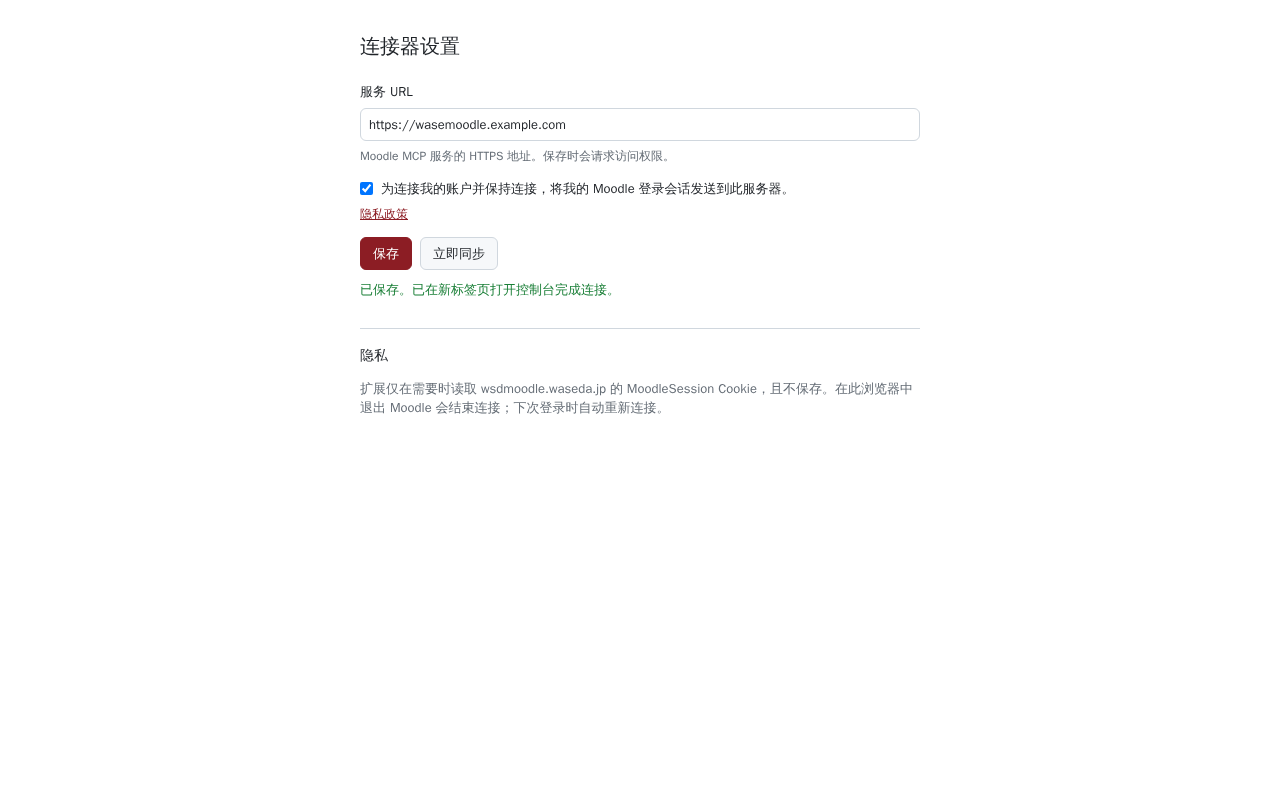 连接器设置
服务 URL
https://wasemoodle.example.com
Moodle MCP 服务的 HTTPS 地址。保存时会请求访问权限。
为连接我的账户并保持连接，将我的 Moodle 登录会话发送到此服务器。
隐私政策
保存
立即同步
已保存。已在新标签页打开控制台完成连接。
隐私
扩展仅在需要时读取 wsdmoodle.waseda.jp 的 MoodleSession Cookie，且不保存。在此浏览器中
退出 Moodle 会结束连接；下次登录时自动重新连接。